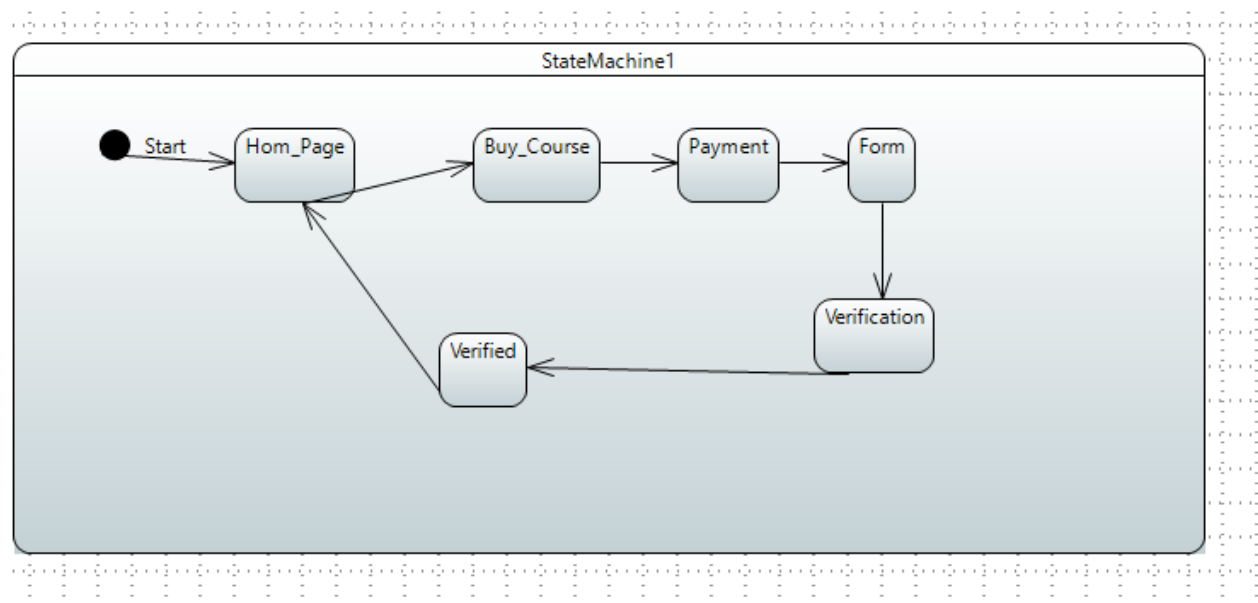 StateMachine1
Start
Hom_Page
Buy_Course
Payment
Form
Verification
Verified